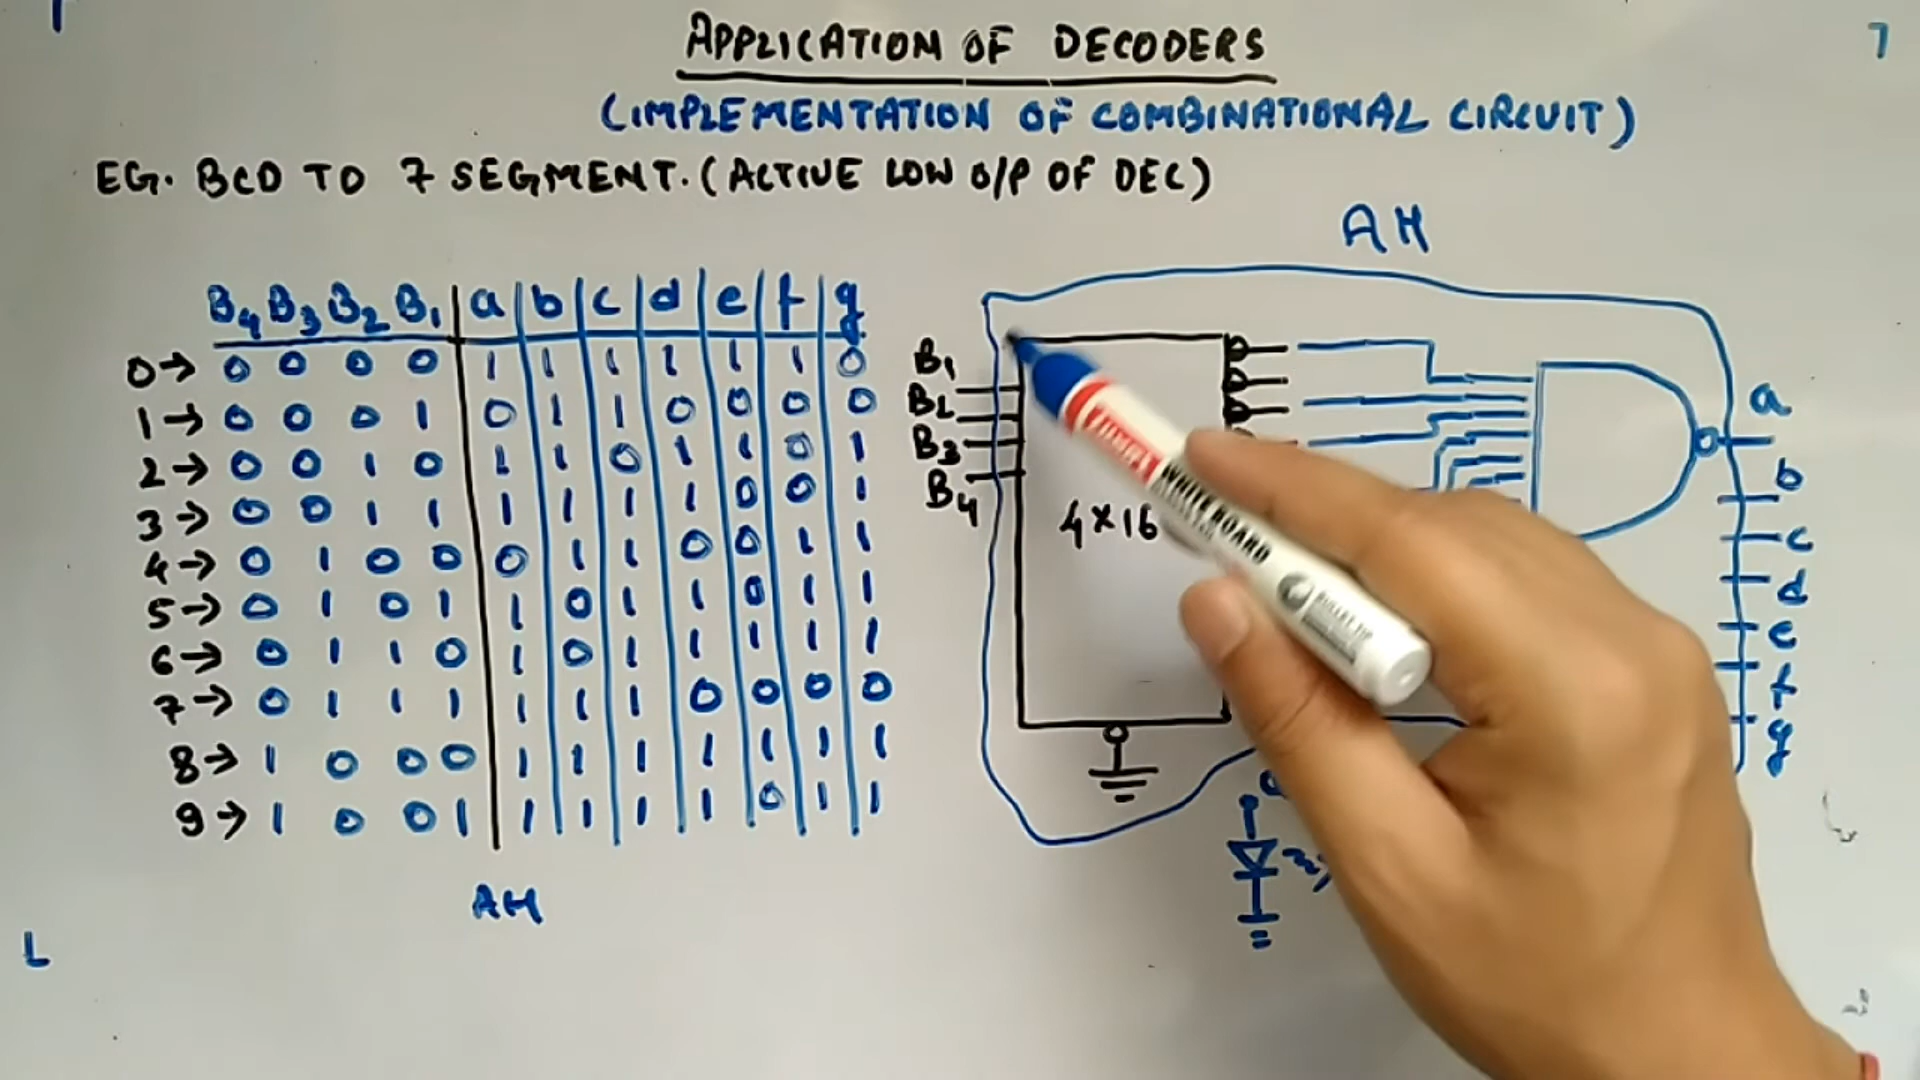 APPLICATION OF DECODERS
7
(IMPLEMENTATION OF COMBINATIONAL CIRCUIT)
EG. BCD TO 7 SEGMENT. (ACTIVE LOW O/P OF DEC)
AH
B4 B3 B2 B1 a b c d e f g
0→ 0 0 0 0 1 1 1 1 1 1 0
1→ 0 0 0 1 0 1 1 0 0 0 0
2→ 0 0 1 0 1 1 0 1 1 0 1
3→ 0 0 1 1 1 1 1 1 0 0 1
4→ 0 1 0 0 0 1 1 0 0 1 1
5→ 0 1 0 1 1 0 1 1 0 1 1
6→ 0 1 1 0 1 0 1 1 1 1 1
7→ 0 1 1 1 1 1 1 0 0 0 0
8→ 1 0 0 0 1 1 1 1 1 1 1
9→ 1 0 0 1 1 1 1 1 0 1 1
AH
B1
B2
B3
B4
4×16
WHITE BOARD
a
b
c
d
e
f
g
L